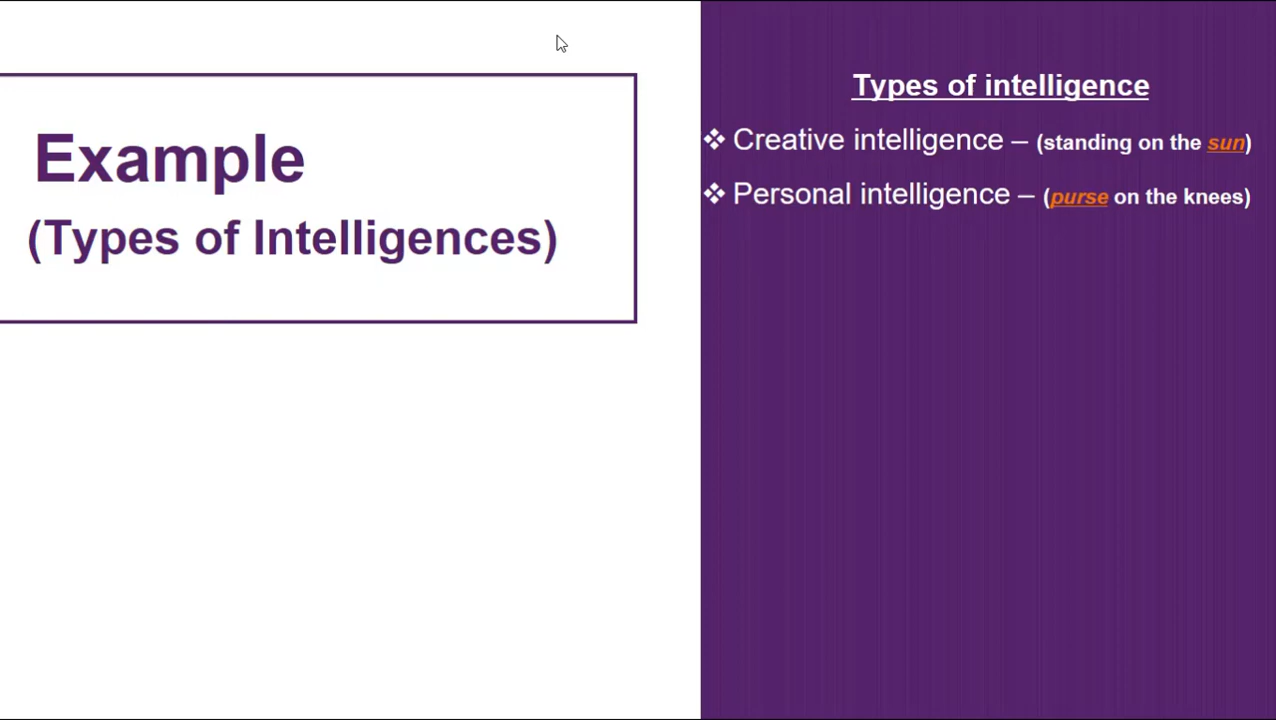 Example
(Types of Intelligences)
Types of intelligence
❖ Creative intelligence – (standing on the sun)
❖ Personal intelligence – (purse on the knees)